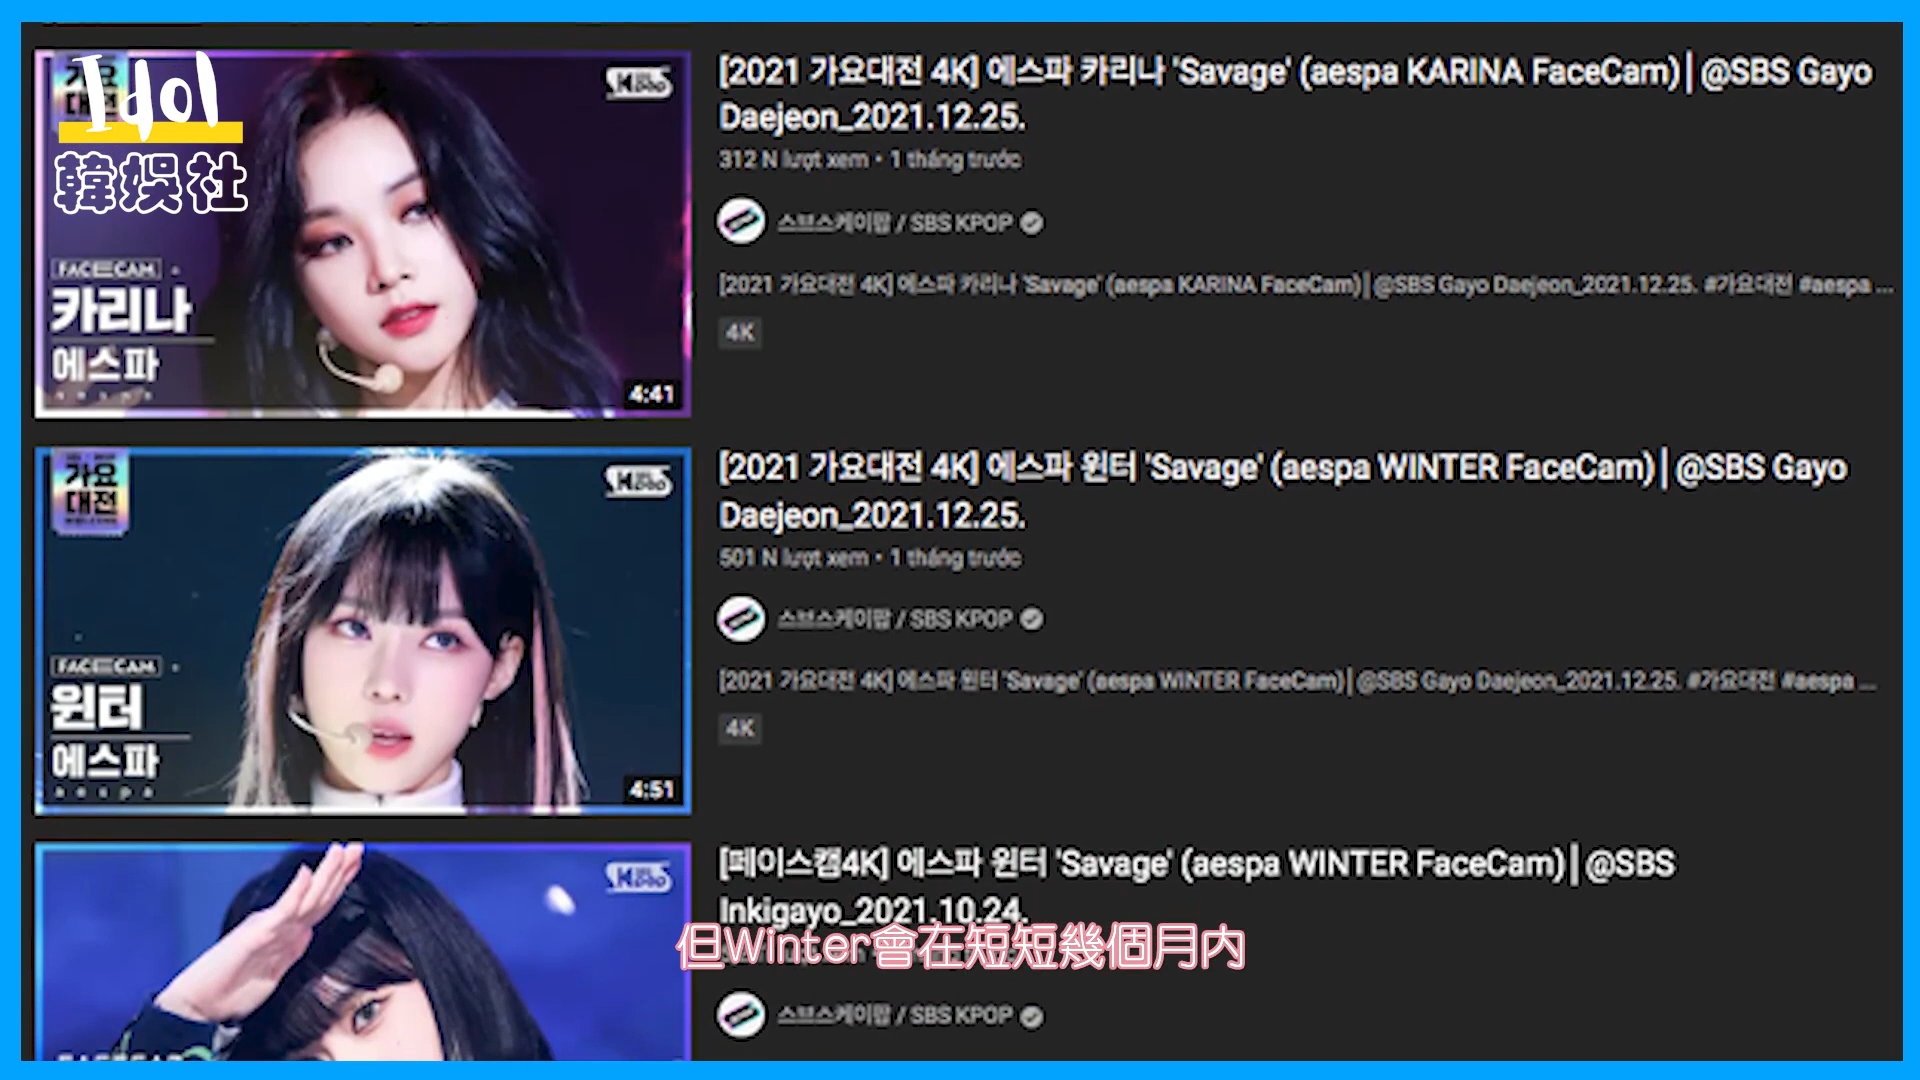 Idol
韓娛社
FACECAM
카리나
에스파
aespa
4:41
[2021 가요대전 4K] 에스파 카리나 'Savage' (aespa KARINA FaceCam)│@SBS Gayo
Daejeon_2021.12.25.
312 N lượt xem • 1 tháng trước
스브스케이팝 / SBS KPOP
[2021 가요대전 4K] 에스파 카리나 'Savage' (aespa KARINA FaceCam)│@SBS Gayo Daejeon_2021.12.25. #가요대전 #aespa ...
4K
가요
대전
FACECAM
윈터
에스파
aespa
4:51
[2021 가요대전 4K] 에스파 윈터 'Savage' (aespa WINTER FaceCam)│@SBS Gayo
Daejeon_2021.12.25.
501 N lượt xem • 1 tháng trước
스브스케이팝 / SBS KPOP
[2021 가요대전 4K] 에스파 윈터 'Savage' (aespa WINTER FaceCam)│@SBS Gayo Daejeon_2021.12.25. #가요대전 #aespa ...
4K
[페이스캠4K] 에스파 윈터 'Savage' (aespa WINTER FaceCam)│@SBS
Inkigayo_2021.10.24.
但Winter會在短短幾個月內
스브스케이팝 / SBS KPOP